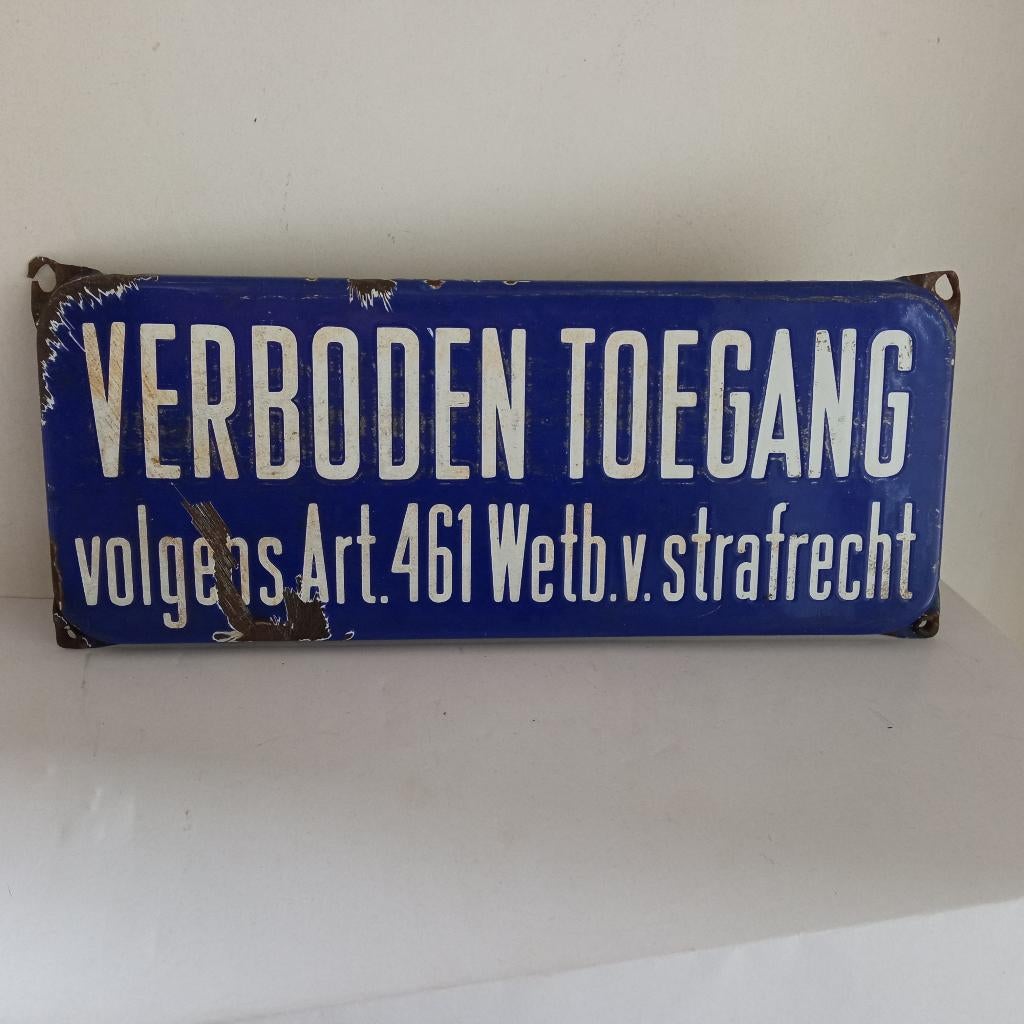 VERBODEN TOEGANG
volgens Art. 461 Wetb. v. strafrecht